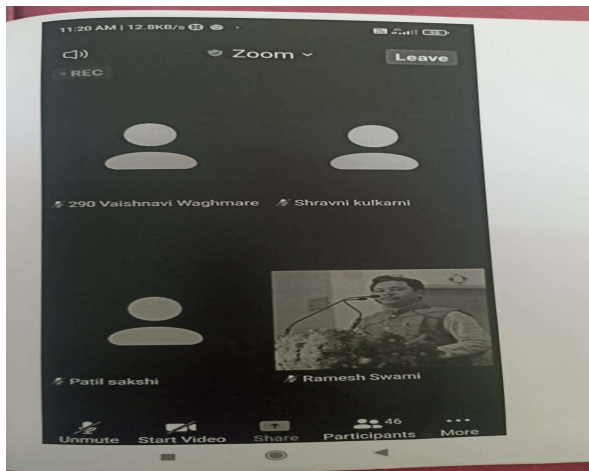 11:20 AM | 12.8KB/s
Zoom
Leave
REC
290 Vaishnavi Waghmare
Shravni kulkarni
Patil sakshi
Ramesh Swami
Unmute
Start Video
Share
46
Participants
More